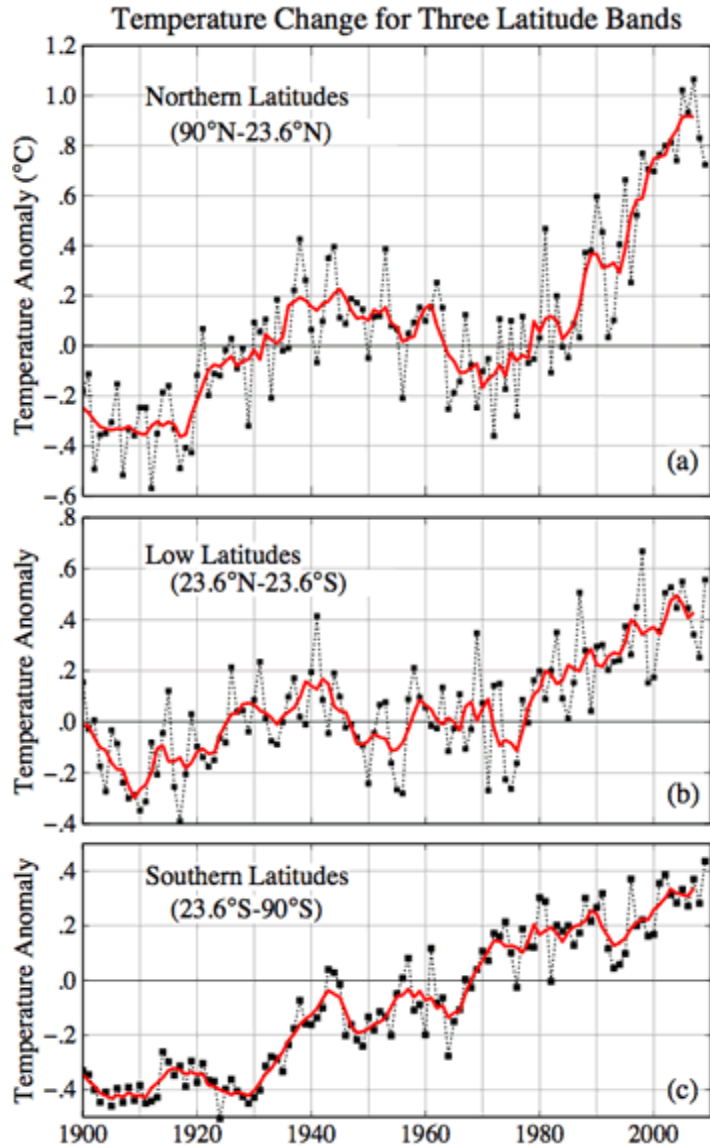 Temperature Change for Three Latitude Bands
1.2
Northern Latitudes
(90°N-23.6°N)
1.0
.8
.6
.4
.2
.0
-.2
-.4
-.6
Temperature Anomaly (°C)
(a)
.8
Low Latitudes
(23.6°N-23.6°S)
.6
.4
.2
.0
-.2
-.4
Temperature Anomaly
(b)
Southern Latitudes
(23.6°S-90°S)
.4
.2
.0
-.2
-.4
Temperature Anomaly
(c)
1900 1920 1940 1960 1980 2000